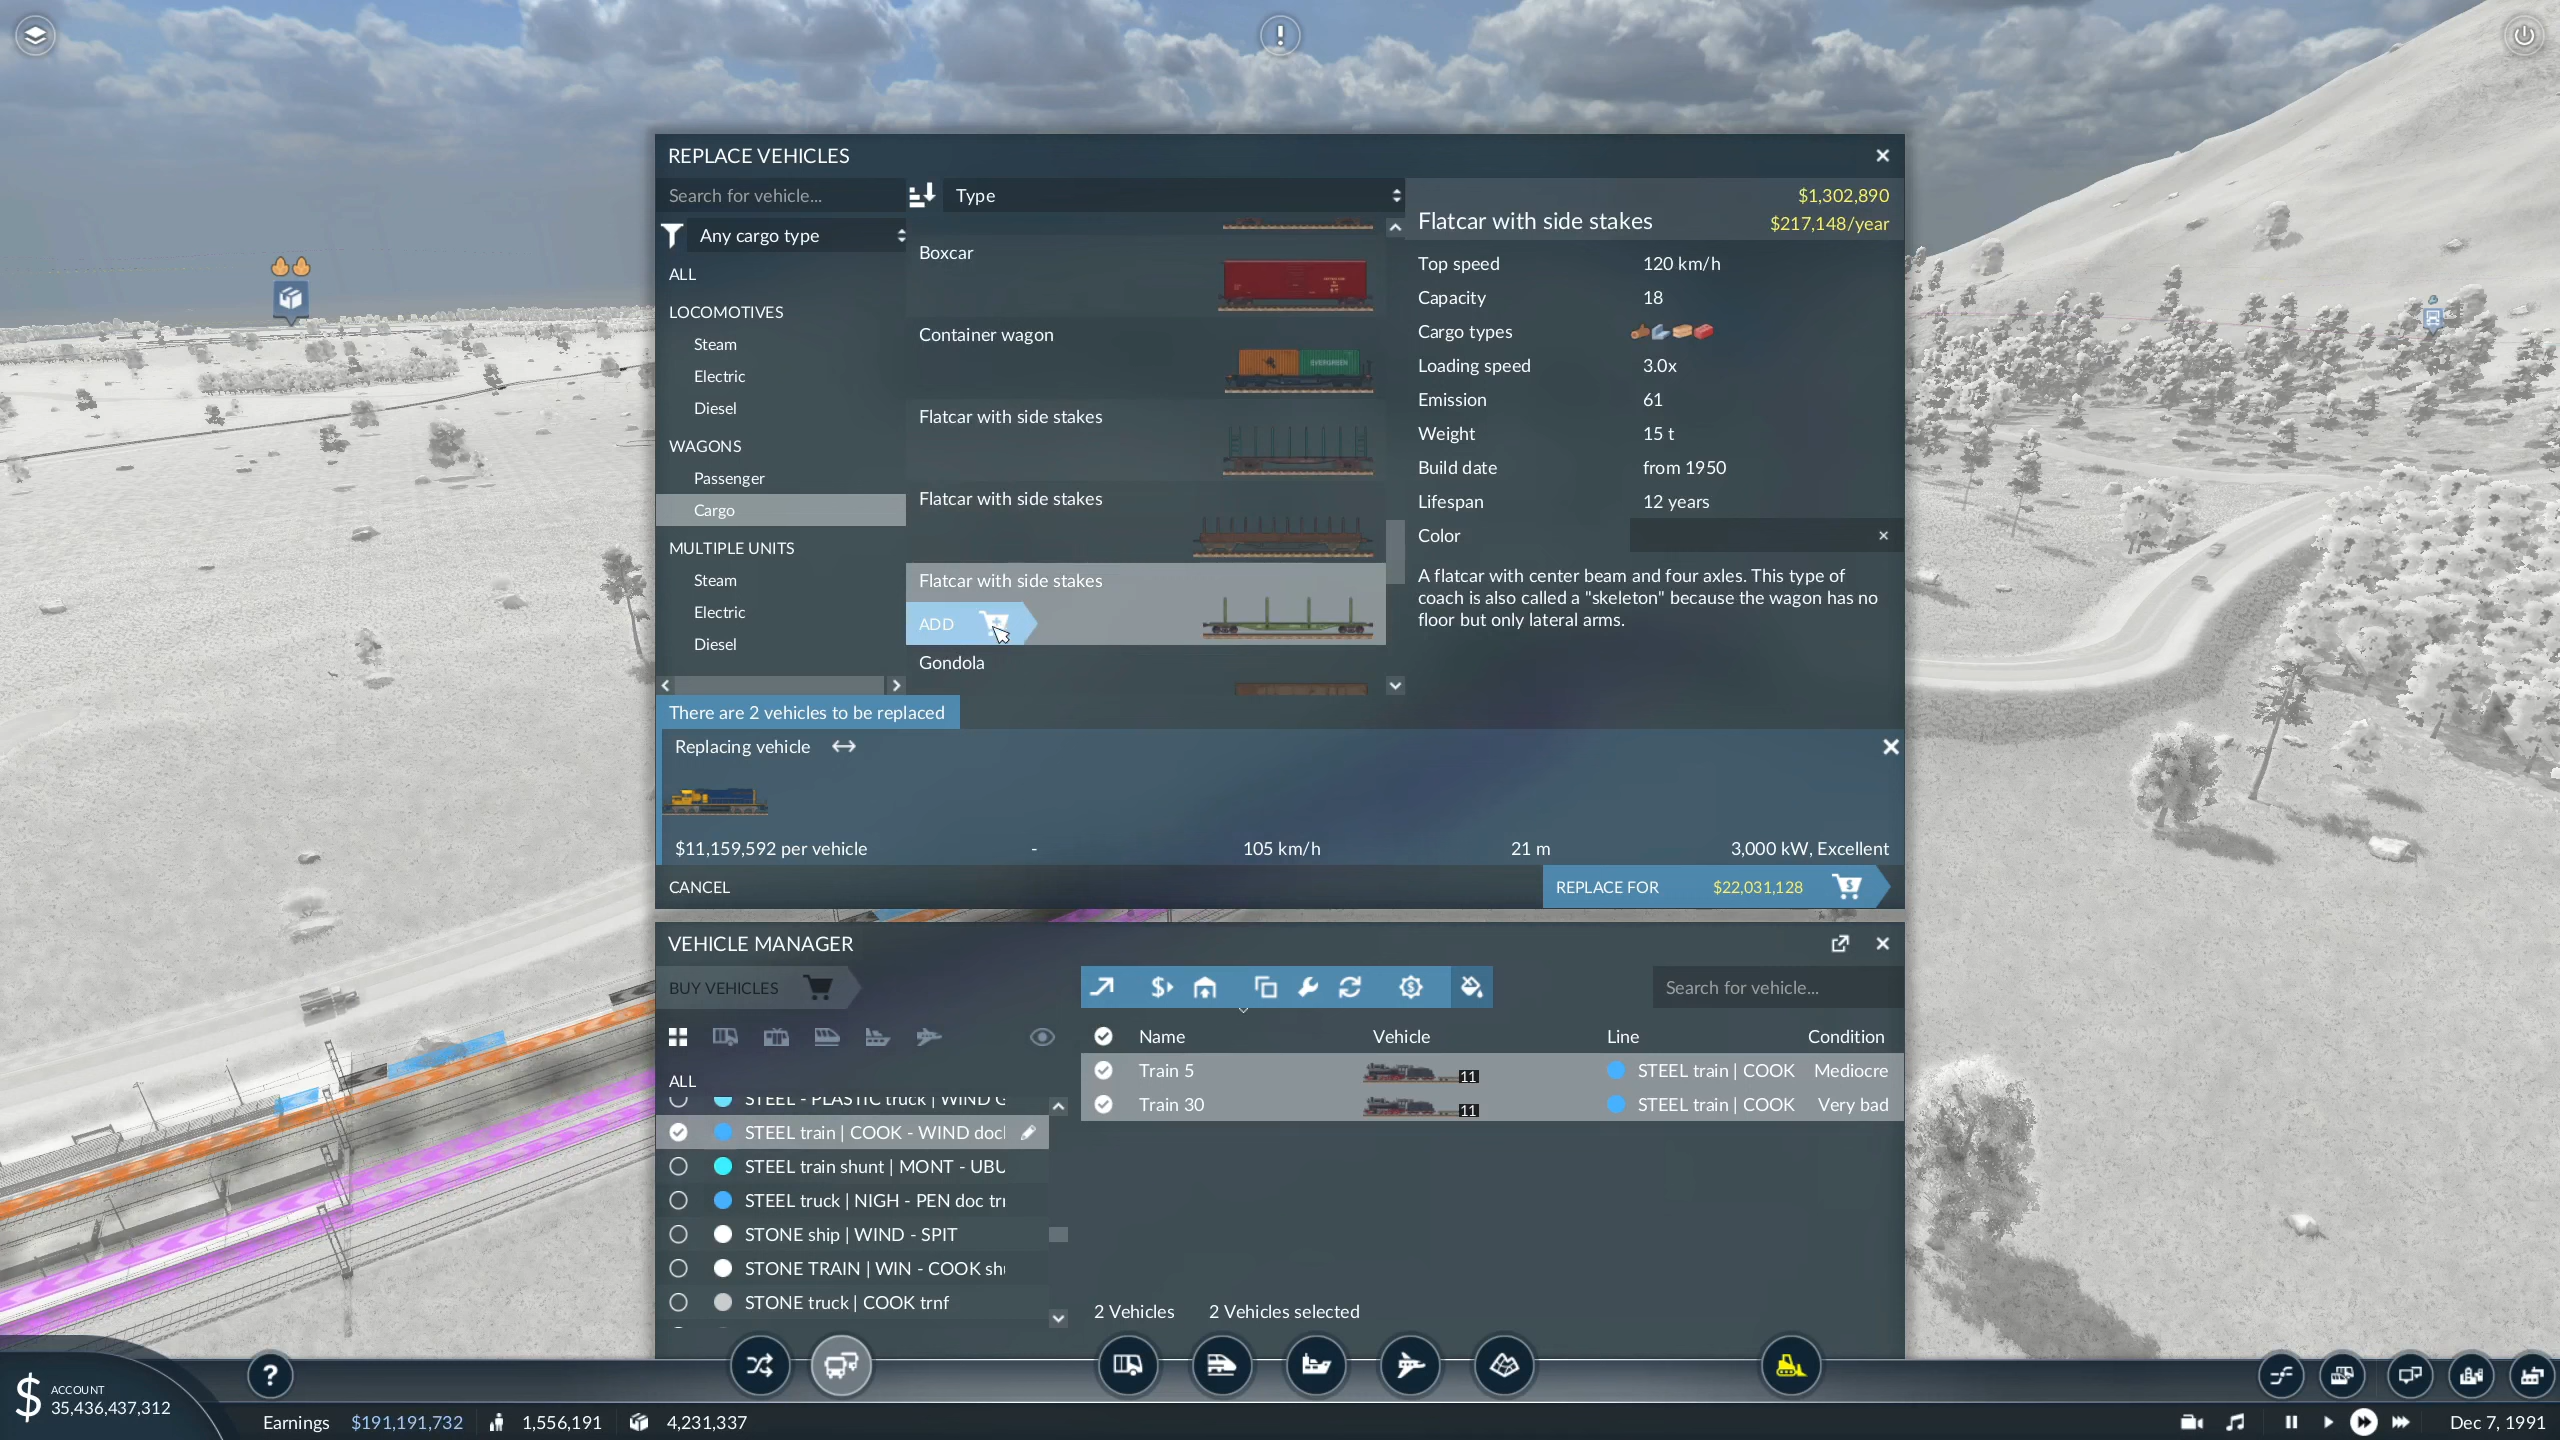 REPLACE VEHICLES
Search for vehicle...
Type
$1,302,890
Flatcar with side stakes
$217,148/year
Any cargo type
ALL
LOCOMOTIVES
Steam
Electric
Diesel
WAGONS
Passenger
Cargo
MULTIPLE UNITS
Steam
Electric
Diesel
Boxcar
Container wagon
Flatcar with side stakes
Flatcar with side stakes
Flatcar with side stakes
ADD
Gondola
Top speed 120 km/h
Capacity 18
Cargo types
Loading speed 3.0x
Emission 61
Weight 15 t
Build date from 1950
Lifespan 12 years
Color
A flatcar with center beam and four axles. This type of
coach is also called a "skeleton" because the wagon has no
floor but only lateral arms.
There are 2 vehicles to be replaced
Replacing vehicle
$11,159,592 per vehicle - 105 km/h 21 m 3,000 kW, Excellent
CANCEL
REPLACE FOR $22,031,128
VEHICLE MANAGER
BUY VEHICLES
Search for vehicle...
ALL
STEEL - PLASTIC truck | WIND G
STEEL train | COOK - WIND doc
STEEL train shunt | MONT - UBU
STEEL truck | NIGH - PEN doc tr
STONE ship | WIND - SPIT
STONE TRAIN | WIN - COOK sh
STONE truck | COOK trnf
Name Vehicle Line Condition
Train 5 11 STEEL train | COOK Mediocre
Train 30 11 STEEL train | COOK Very bad
2 Vehicles 2 Vehicles selected
ACCOUNT
35,436,437,312
Earnings $191,191,732 1,556,191 4,231,337
Dec 7, 1991